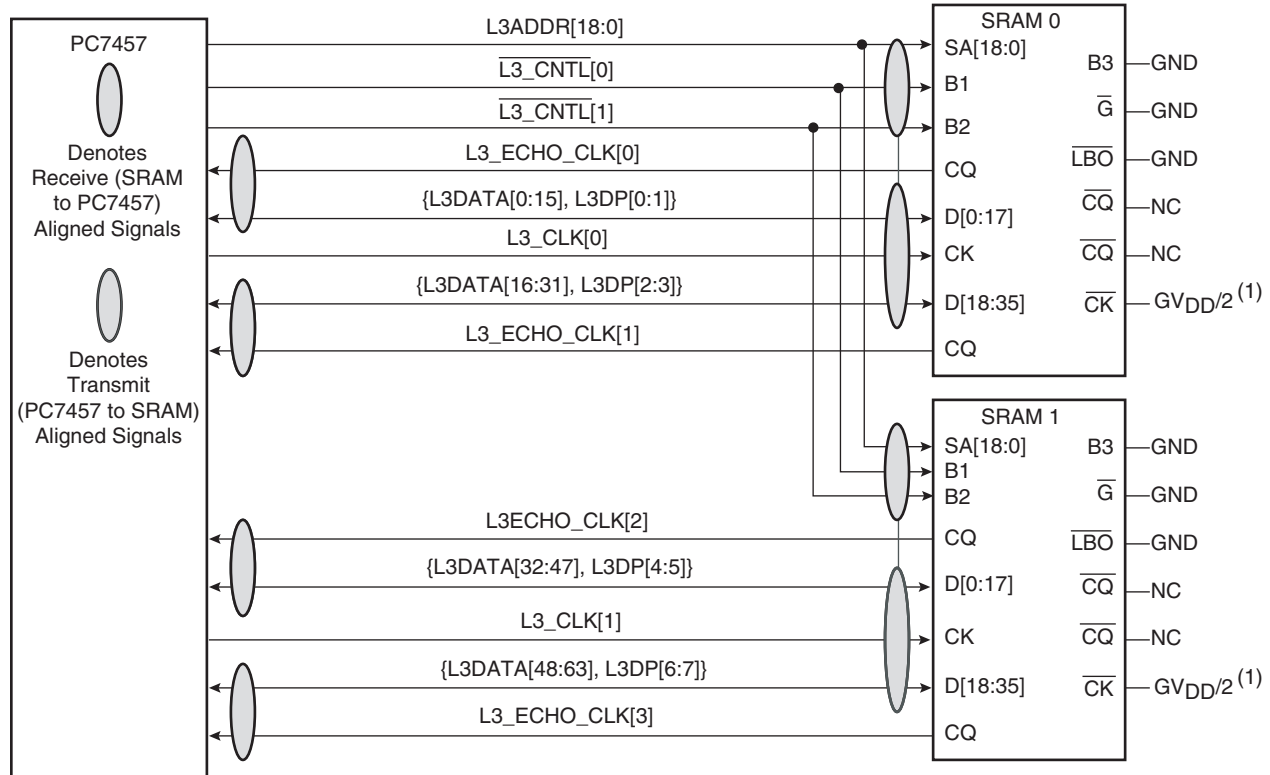 PC7457
Denotes
Receive (SRAM
to PC7457)
Aligned Signals
Denotes
Transmit
(PC7457 to SRAM)
Aligned Signals
L3ADDR[18:0]
L3_CNTL[0]
L3_CNTL[1]
L3_ECHO_CLK[0]
{L3DATA[0:15], L3DP[0:1]}
L3_CLK[0]
{L3DATA[16:31], L3DP[2:3]}
L3_ECHO_CLK[1]
L3ECHO_CLK[2]
{L3DATA[32:47], L3DP[4:5]}
L3_CLK[1]
{L3DATA[48:63], L3DP[6:7]}
L3_ECHO_CLK[3]
SRAM 0
SA[18:0]
B1
B2
CQ
D[0:17]
CK
D[18:35]
CQ
B3 GND
G GND
LBO GND
CQ NC
CQ NC
CK GVDD/2 (1)
SRAM 1
SA[18:0]
B1
B2
CQ
D[0:17]
CK
D[18:35]
CQ
B3 GND
G GND
LBO GND
CQ NC
CQ NC
CK GVDD/2 (1)